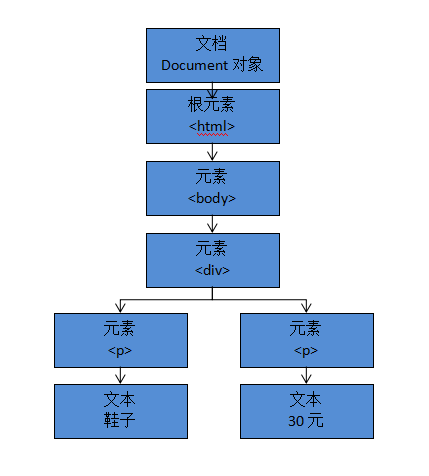 文档
Document 对象
根元素
<html>
元素
<body>
元素
<div>
元素
<p>
元素
<p>
文本
鞋子
文本
30 元